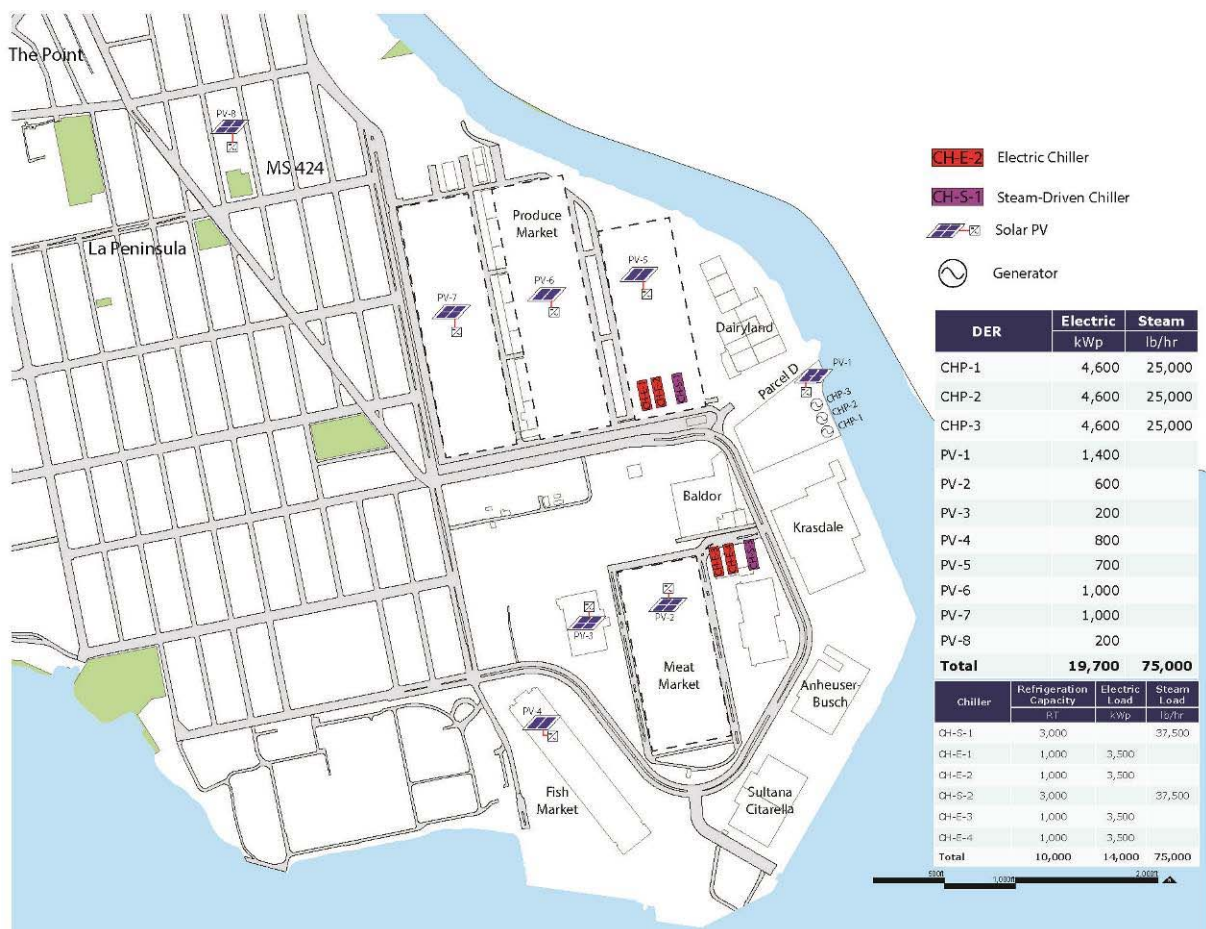 The Point
PV-8
MS 424
La Peninsula
Produce
Market
PV-7
PV-6
PV-5
Dairyland
Parcel D
PV-1
CHP-3
CHP-2
CHP-1
Baldor
Krasdale
PV-3
PV-2
Meat
Market
Anheuser-
Busch
PV-4
Fish
Market
Sultana
Citarella
CH-E-2 Electric Chiller
CH-S-1 Steam-Driven Chiller
Solar PV
Generator
DER Electric Steam
kWp lb/hr
CHP-1 4,600 25,000
CHP-2 4,600 25,000
CHP-3 4,600 25,000
PV-1 1,400
PV-2 600
PV-3 200
PV-4 800
PV-5 700
PV-6 1,000
PV-7 1,000
PV-8 200
Total 19,700 75,000
Chiller Refrigeration Capacity Electric Load Steam Load
RT kWp lb/hr
CH-S-1 3,000 37,500
CH-E-1 1,000 3,500
CH-E-2 1,000 3,500
CH-S-2 3,000 37,500
CH-E-3 1,000 3,500
CH-E-4 1,000 3,500
Total 10,000 14,000 75,000
500ft 1,000ft 2,000ft